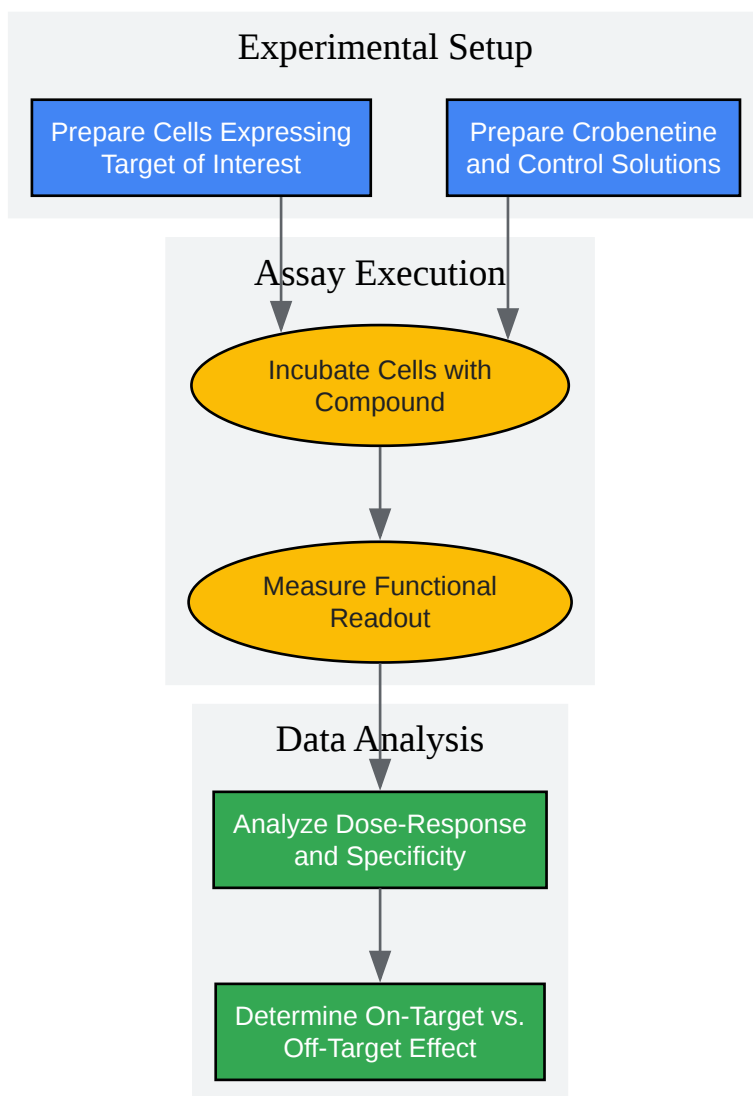 Experimental Setup
Prepare Cells Expressing
Target of Interest
Prepare Crobenetine
and Control Solutions
Assay Execution
Incubate Cells with
Compound
Measure Functional
Readout
Data Analysis
Analyze Dose-Response
and Specificity
Determine On-Target vs.
Off-Target Effect